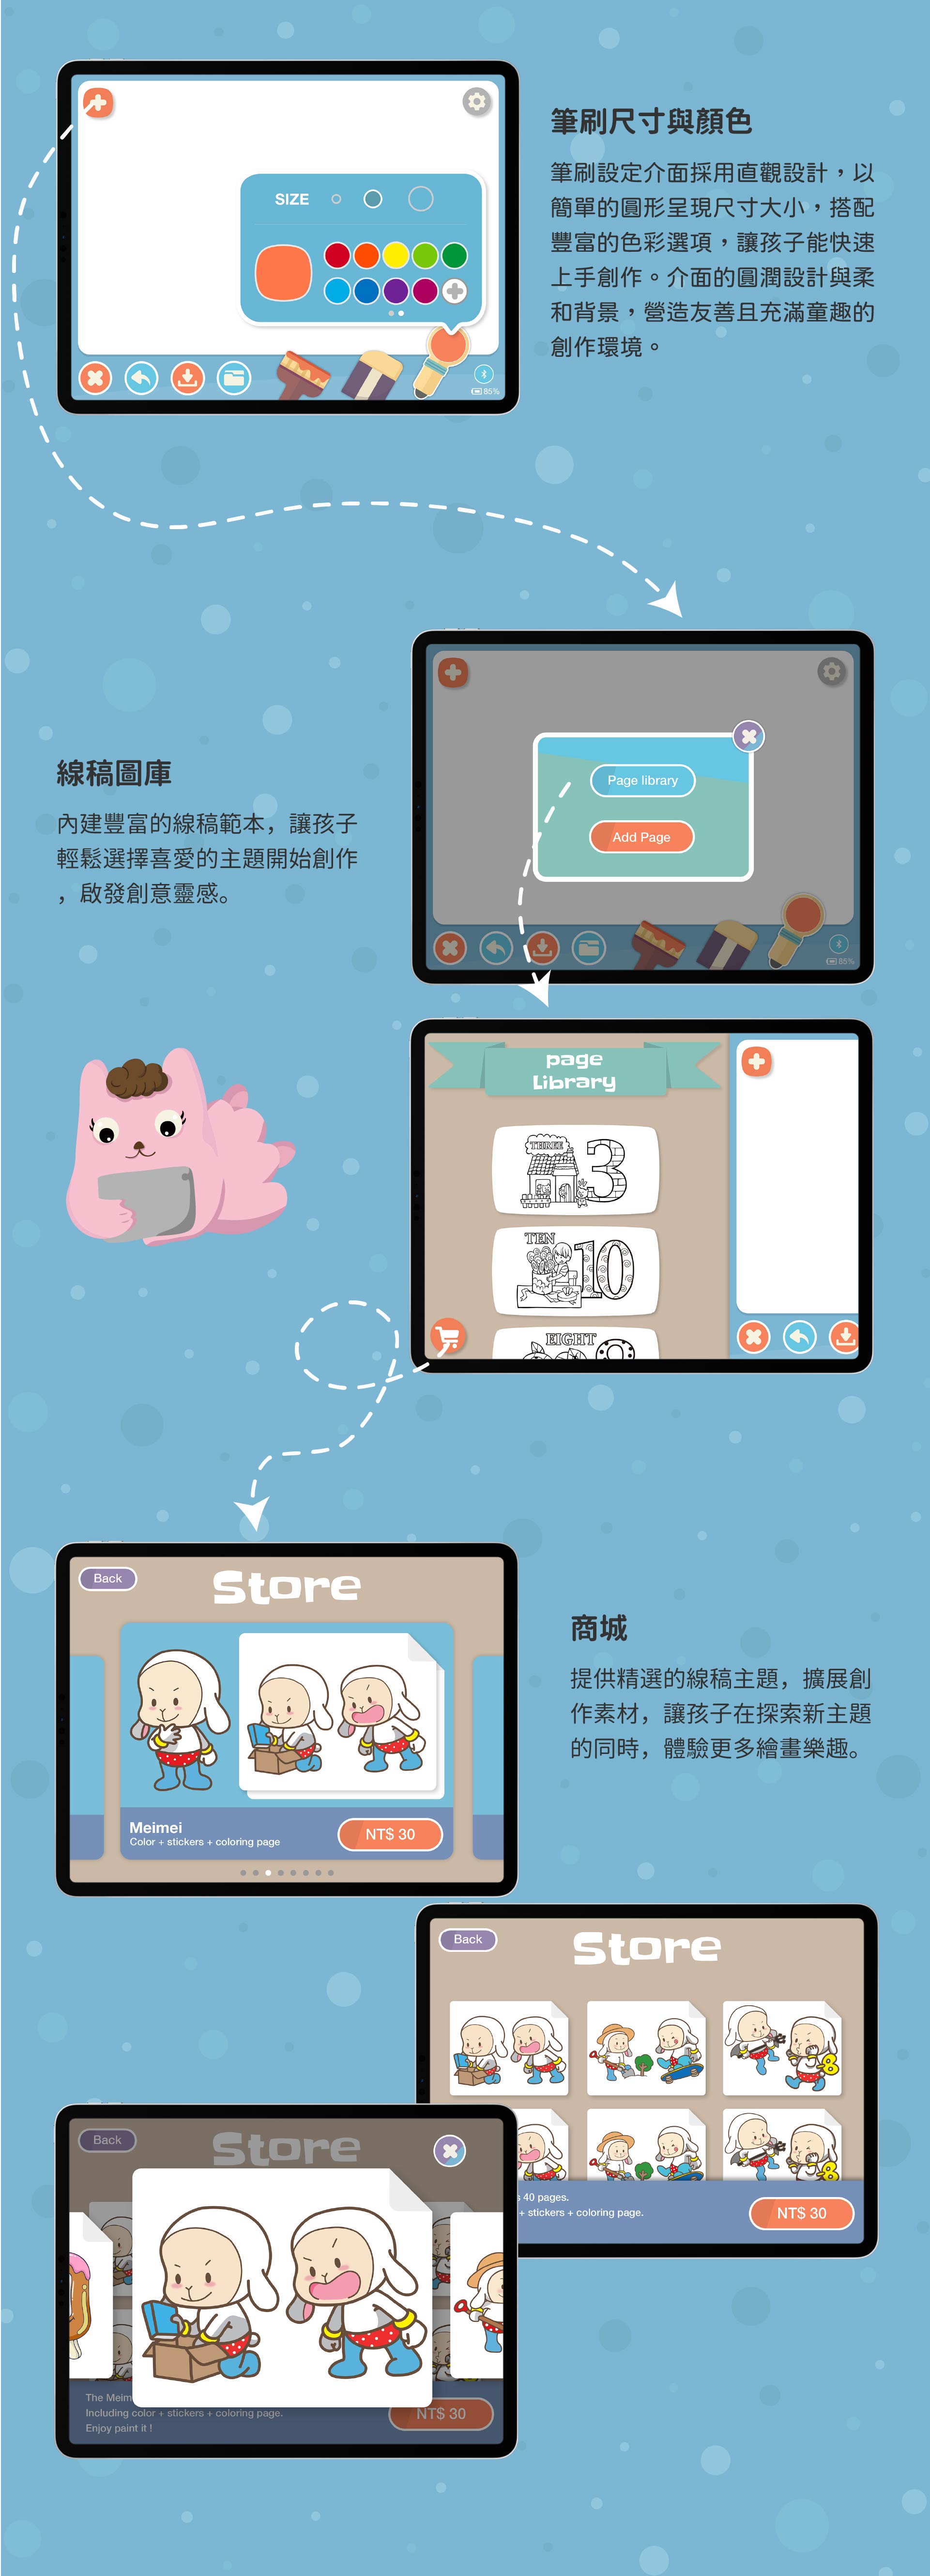 筆刷尺寸與顏色
筆刷設定介面採用直觀設計，以
簡單的圓形呈現尺寸大小，搭配
豐富的色彩選項，讓孩子能快速
上手創作。介面的圓潤設計與柔
和背景，營造友善且充滿童趣的
創作環境。
SIZE
85%
線稿圖庫
內建豐富的線稿範本，讓孩子
輕鬆選擇喜愛的主題開始創作
，啟發創意靈感。
Page library
Add Page
85%
page
Library
THREE
3
TEN
10
EIGHT
Back
Store
Meimei
Color + stickers + coloring page
NT$ 30
商城
提供精選的線稿主題，擴展創
作素材，讓孩子在探索新主題
的同時，體驗更多繪畫樂趣。
Back
Store
8
8
s 40 pages.
+ stickers + coloring page.
NT$ 30
Back
Store
The Meim
Including color + stickers + coloring page.
Enjoy paint it !
NT$ 30